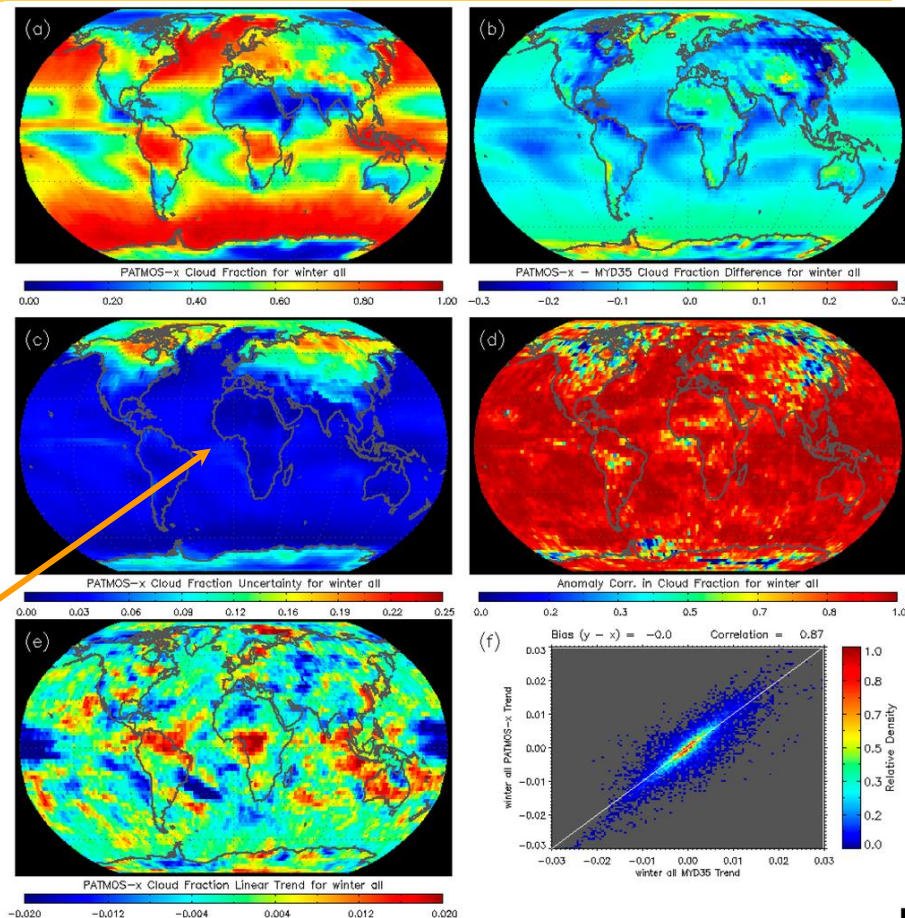 (a)
PATMOS-x Cloud Fraction for winter all
0.00 0.20 0.40 0.60 0.80 1.00
(b)
PATMOS-x - MYD35 Cloud Fraction Difference for winter all
-0.3 -0.2 -0.1 0.0 0.1 0.2 0.3
(c)
PATMOS-x Cloud Fraction Uncertainty for winter all
0.00 0.03 0.06 0.09 0.12 0.16 0.19 0.22 0.25
(d)
Anomaly Corr. in Cloud Fraction for winter all
0.0 0.2 0.3 0.5 0.7 0.8 1.0
(e)
PATMOS-x Cloud Fraction Linear Trend for winter all
-0.020 -0.012 -0.004 0.004 0.012 0.020
(f)
Bias (y - x) = -0.0 Correlation = 0.87
winter all PATMOS-x Trend
0.03
0.02
0.01
0.00
-0.01
-0.02
-0.03
-0.03 -0.02 -0.01 0.00 0.01 0.02 0.03
winter all MYD35 Trend
1.0
0.8
0.7
0.5
0.3
0.2
0.0
Relative Density